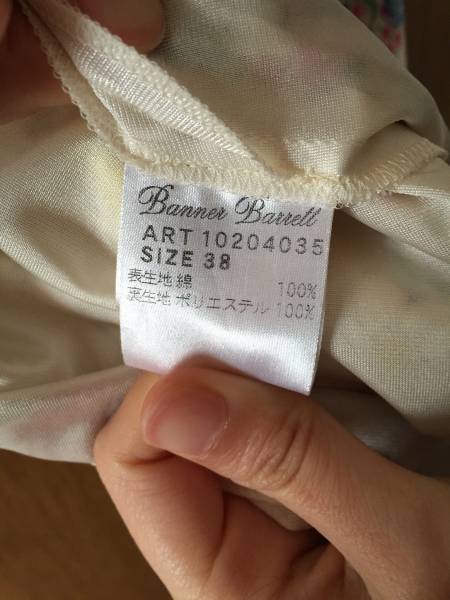 Banner Barrett
ART 10204035
SIZE 38
表生地 綿 100%
裏生地 ポリエステル 100%